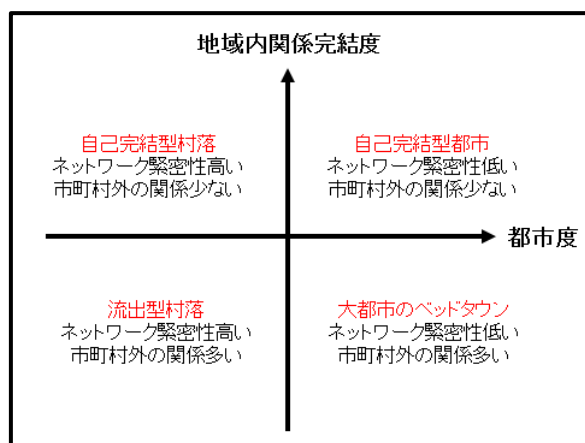 地域内関係完結度
自己完結型村落
ネットワーク緊密性高い
市町村外の関係少ない
自己完結型都市
ネットワーク緊密性低い
市町村外の関係少ない
都市度
流出型村落
ネットワーク緊密性高い
市町村外の関係多い
大都市のベッドタウン
ネットワーク緊密性低い
市町村外の関係多い